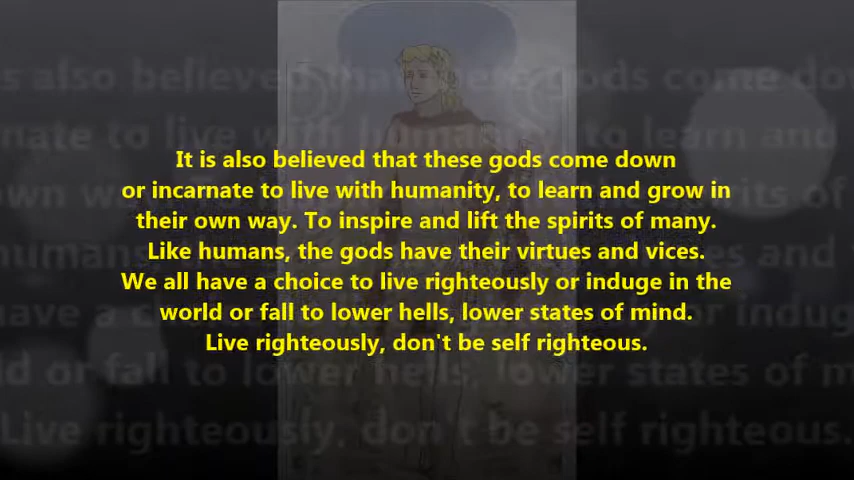 It is also believed that these gods come down
or incarnate to live with humanity, to learn and grow in
their own way. To inspire and lift the spirits of many.
Like humans, the gods have their virtues and vices.
We all have a choice to live righteously or induge in the
world or fall to lower hells, lower states of mind.
Live righteously, don't be self righteous.